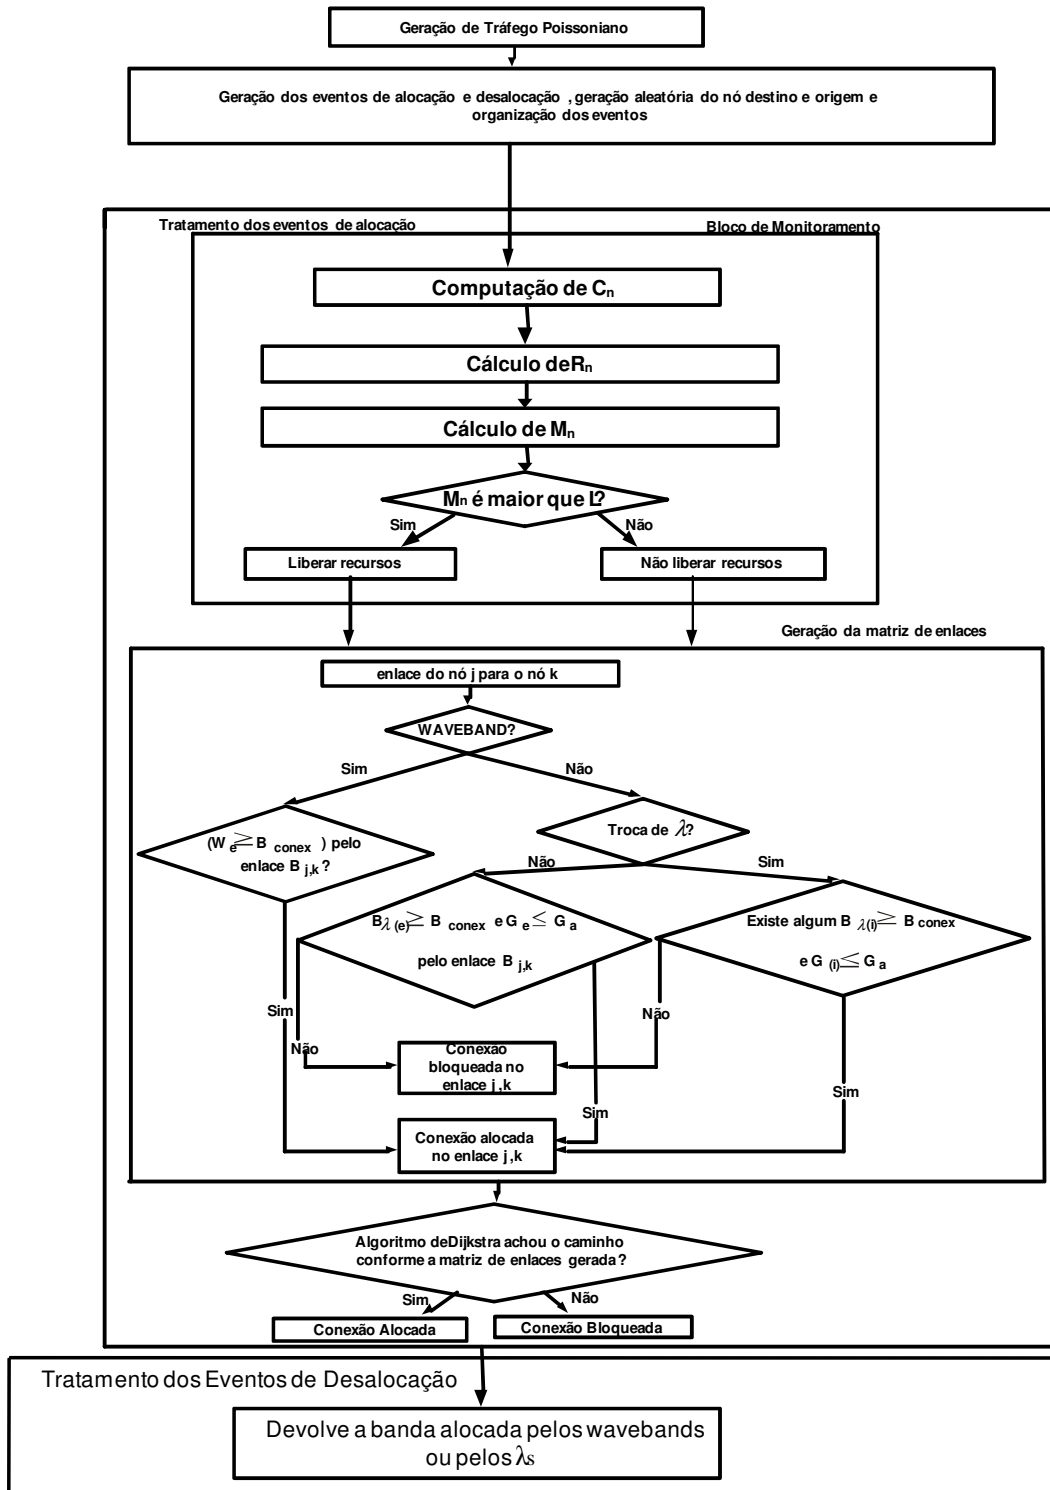 Geração de Tráfego Poissoniano
Geração dos eventos de alocação e desalocação , geração aleatória do nó destino e origem e
organização dos eventos
Tratamento dos eventos de alocação
Bloco de Monitoramento
Computação de Cn
Cálculo deRn
Cálculo de Mn
Mn é maior que L?
Sim
Não
Liberar recursos
Não liberar recursos
Geração da matriz de enlaces
enlace do nó j para o nó k
WAVEBAND?
Sim
Não
(W e ≥ B conex ) pelo
enlace B j,k ?
Troca de λ?
Não
Sim
B λ (e) ≥ B conex e G e ≤ G a
pelo enlace B j,k
Existe algum B λ(i) ≥ B conex
e G (i) ≤ G a
Sim
Não
Não
Conexão
bloqueada no
enlace j,k
Sim
Sim
Conexão alocada
no enlace j,k
Algoritmo deDijkstra achou o caminho
conforme a matriz de enlaces gerada?
Sim
Não
Conexão Alocada
Conexão Bloqueada
Tratamento dos Eventos de Desalocação
Devolve a banda alocada pelos wavebands
ou pelos λs